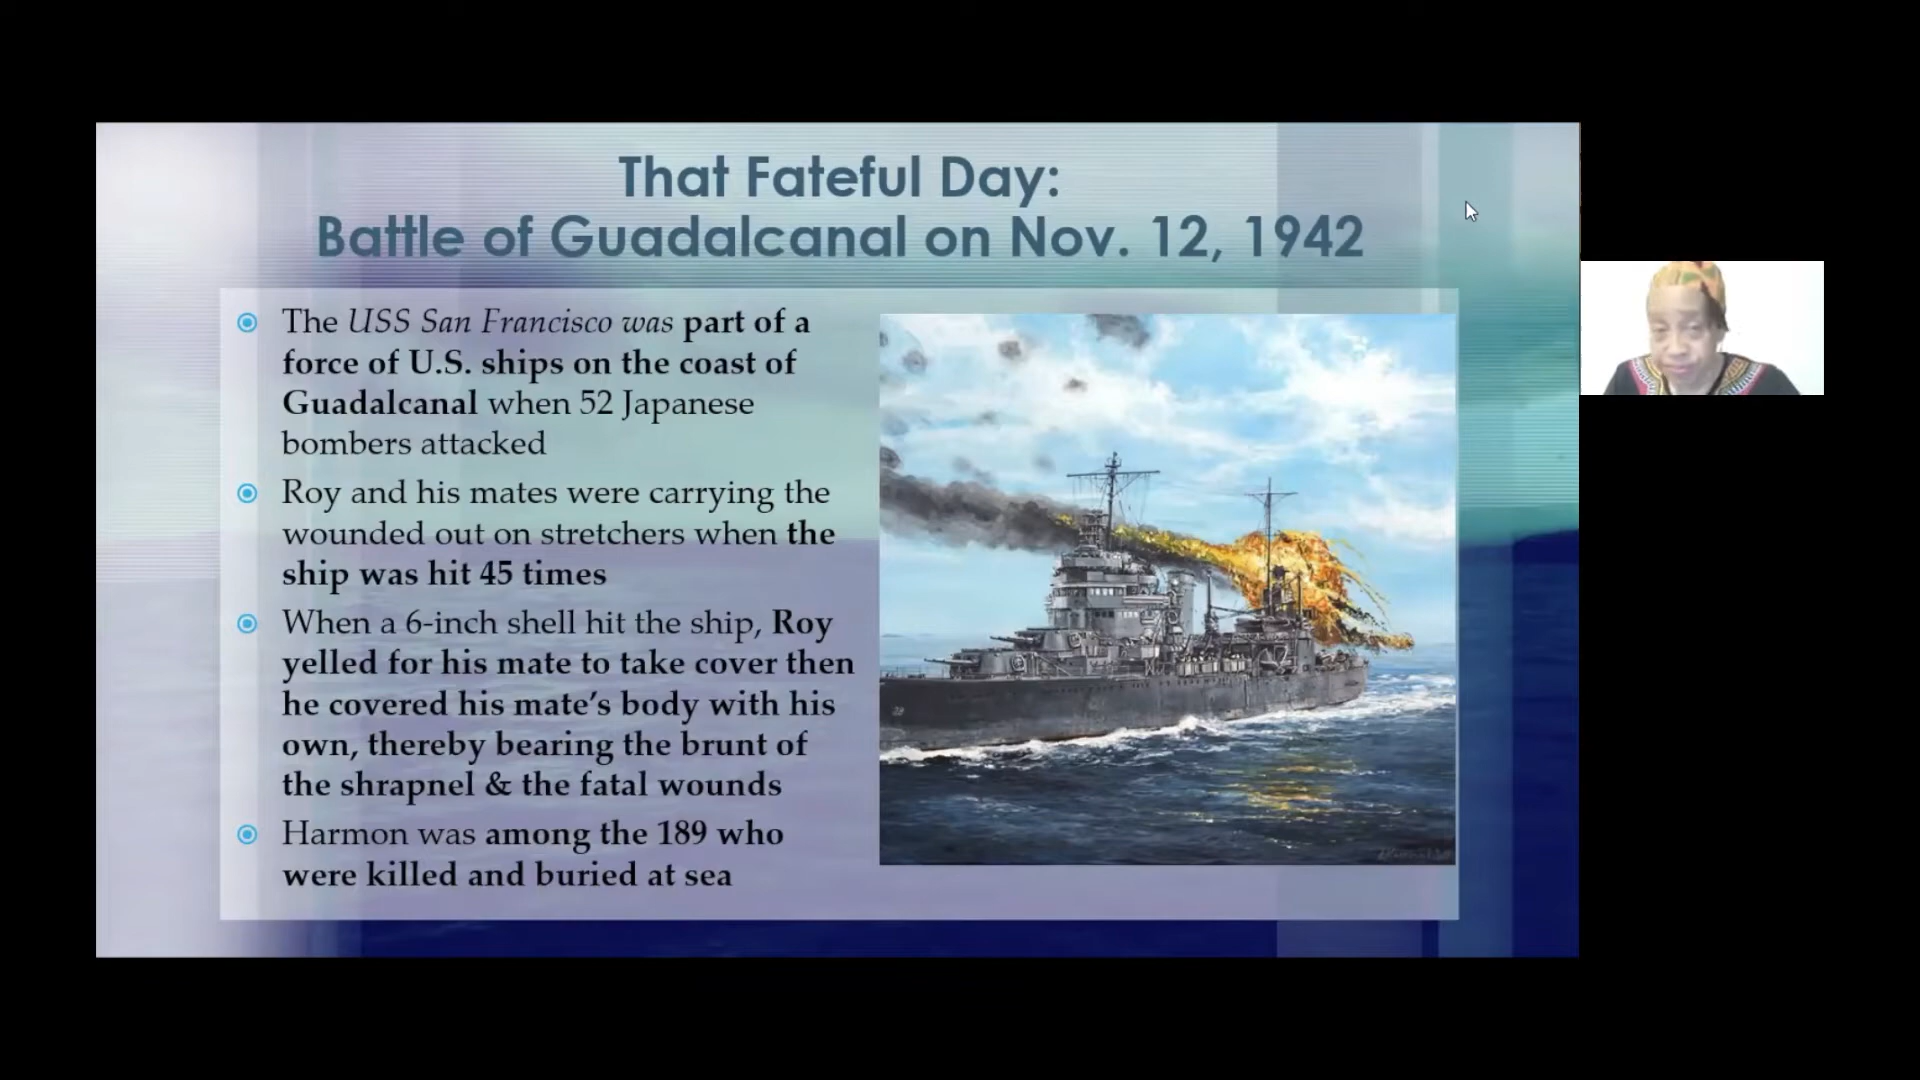 That Fateful Day:
Battle of Guadalcanal on Nov. 12, 1942
The USS San Francisco was part of a
force of U.S. ships on the coast of
Guadalcanal when 52 Japanese
bombers attacked
Roy and his mates were carrying the
wounded out on stretchers when the
ship was hit 45 times
When a 6-inch shell hit the ship, Roy
yelled for his mate to take cover then
he covered his mate’s body with his
own, thereby bearing the brunt of
the shrapnel & the fatal wounds
Harmon was among the 189 who
were killed and buried at sea